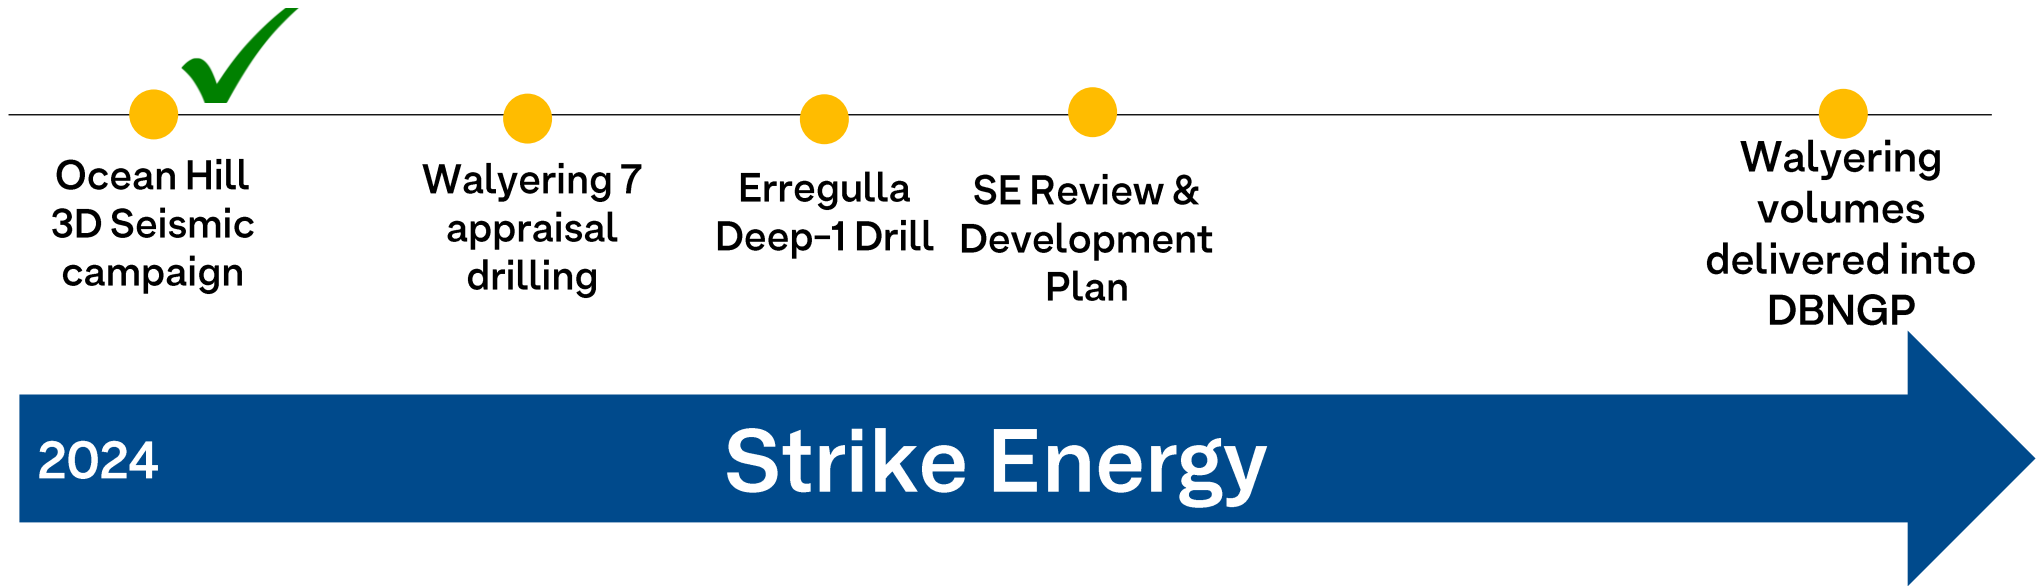 Ocean Hill
3D Seismic
campaign
Walyering 7
appraisal
drilling
Erregulla
Deep-1 Drill
SE Review &
Development
Plan
Walyering
volumes
delivered into
DBNGP
2024
Strike Energy